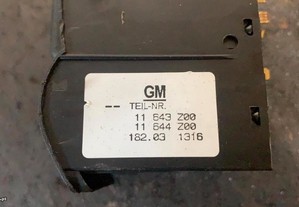 GM
-- TEIL-NR.
11 643 Z00
11 644 Z00
182.03 1316